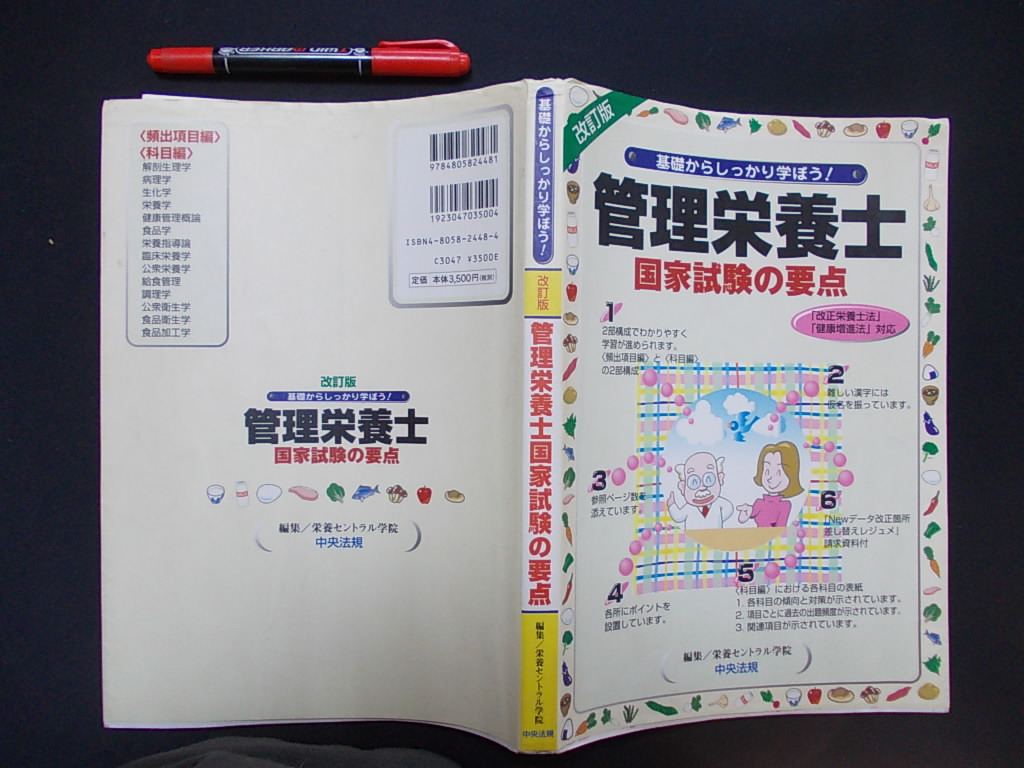 TWIN MARKER
〈頻出項目編〉
〈科目編〉
解剖生理学
病理学
生化学
栄養学
健康管理概論
食品学
栄養指導論
臨床栄養学
公衆栄養学
給食管理
調理学
公衆衛生学
食品衛生学
食品加工学
9784805824481
1923047035004
ISBN4-8058-2448-4
C3047 ¥3500E
定価 本体3,500円(税別)
改訂版
基礎からしっかり学ぼう!
管理栄養士
国家試験の要点
編集/栄養セントラル学院
中央法規
基礎からしっかり学ぼう!
改訂版
管理栄養士国家試験の要点
編集/栄養セントラル学院
中央法規
改訂版
基礎からしっかり学ぼう!
管理栄養士
国家試験の要点
「改正栄養士法」
「健康増進法」対応
1
2部構成でわかりやすく
学習が進められます。
〈頻出項目編〉と〈科目編〉
の2部構成
2
難しい漢字には
仮名を振っています。
3
参照ページ数を
添えています。
4
各所にポイントを
設置しています。
5
〈科目編〉における各科目の表紙
1. 各科目の傾向と対策が示されています。
2. 項目ごとに過去の出題頻度が示されています。
3. 関連項目が示されています。
6
『Newデータ改正箇所
差し替えレジュメ』
請求資料付
編集/栄養セントラル学院
中央法規